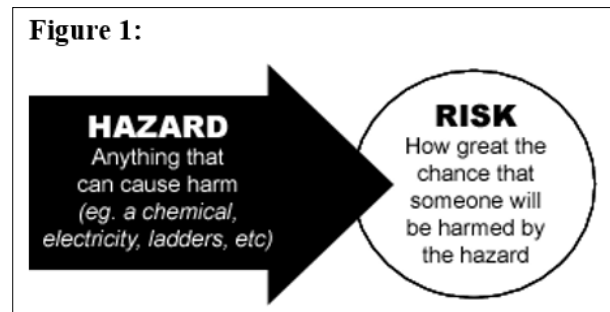 Figure 1:
HAZARD
Anything that
can cause harm
(eg. a chemical,
electricity, ladders, etc)
RISK
How great the
chance that
someone will
be harmed by
the hazard